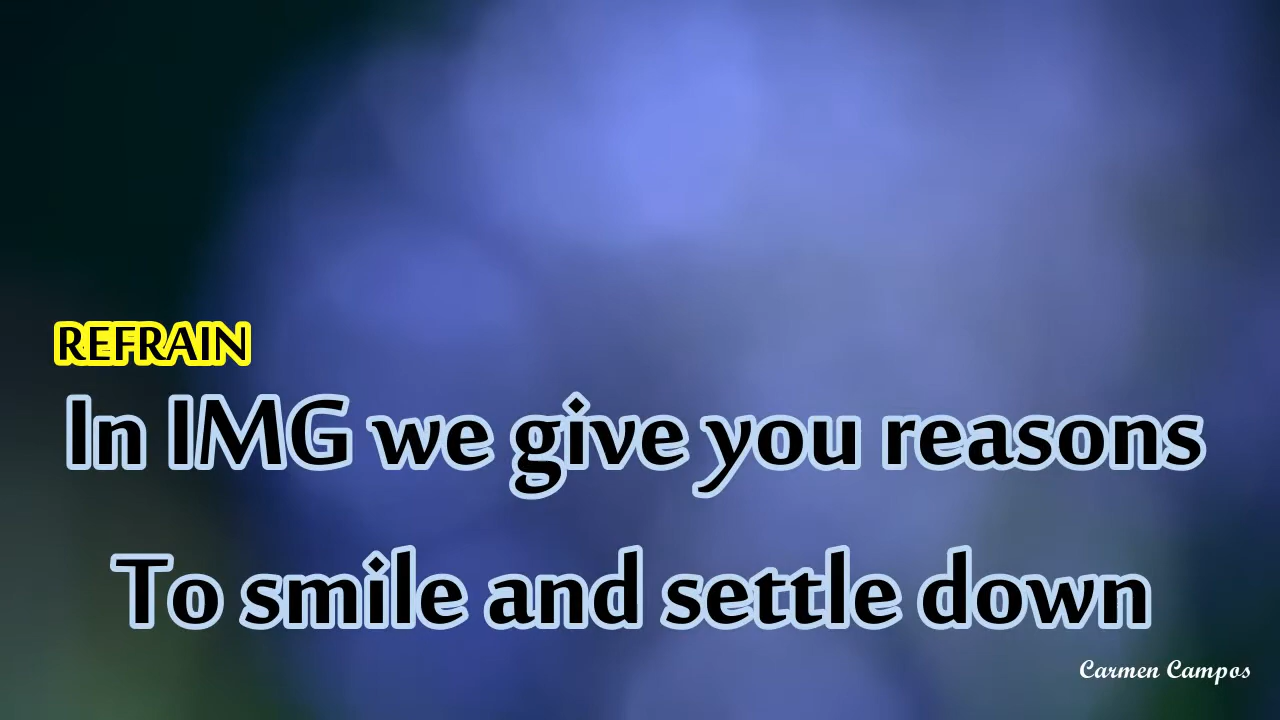 REFRAIN
In IMG we give you reasons
To smile and settle down
Carmen Campos